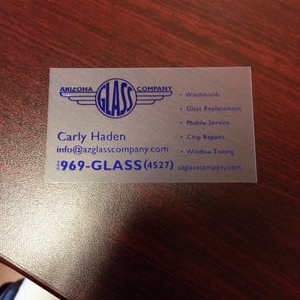 ARIZONA GLASS COMPANY
Carly Haden
info@azglasscompany.com
969-GLASS (4527)
• Windshields
• Glass Replacement
• Mobile Service
• Chip Repairs
• Window Tinting
azglasscompany.com